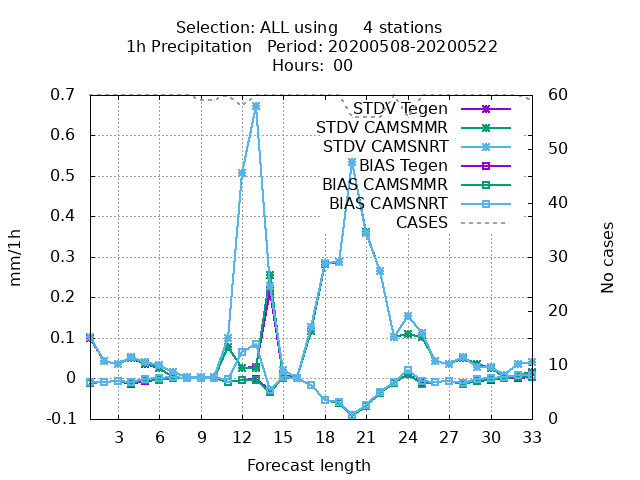 Selection: ALL using     4 stations
1h Precipitation   Period: 20200508-20200522
Hours:  00
STDV Tegen
STDV CAMSMMR
STDV CAMSNRT
BIAS Tegen
BIAS CAMSMMR
BIAS CAMSNRT
CASES
mm/1h
0.7
0.6
0.5
0.4
0.3
0.2
0.1
0
-0.1
No cases
60
50
40
30
20
10
0
3 6 9 12 15 18 21 24 27 30 33
Forecast length